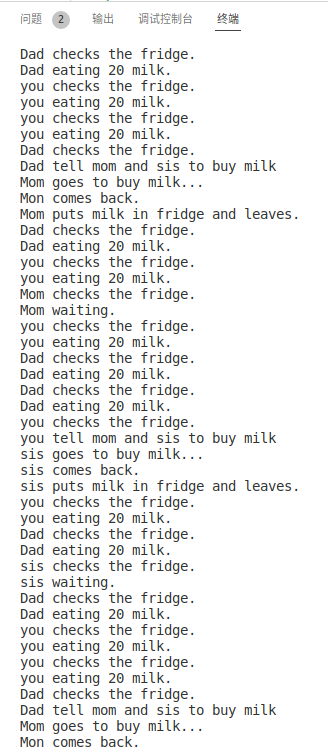 问题 2 输出 调试控制台 终端
Dad checks the fridge.
Dad eating 20 milk.
you checks the fridge.
you eating 20 milk.
you checks the fridge.
you eating 20 milk.
Dad checks the fridge.
Dad tell mom and sis to buy milk
Mom goes to buy milk...
Mon comes back.
Mom puts milk in fridge and leaves.
Dad checks the fridge.
Dad eating 20 milk.
you checks the fridge.
you eating 20 milk.
Mom checks the fridge.
Mom waiting.
you checks the fridge.
you eating 20 milk.
Dad checks the fridge.
Dad eating 20 milk.
Dad checks the fridge.
Dad eating 20 milk.
you checks the fridge.
you tell mom and sis to buy milk
sis goes to buy milk...
sis comes back.
sis puts milk in fridge and leaves.
you checks the fridge.
you eating 20 milk.
Dad checks the fridge.
Dad eating 20 milk.
sis checks the fridge.
sis waiting.
Dad checks the fridge.
Dad eating 20 milk.
you checks the fridge.
you eating 20 milk.
you checks the fridge.
you eating 20 milk.
Dad checks the fridge.
Dad tell mom and sis to buy milk
Mom goes to buy milk...
Mon comes back.